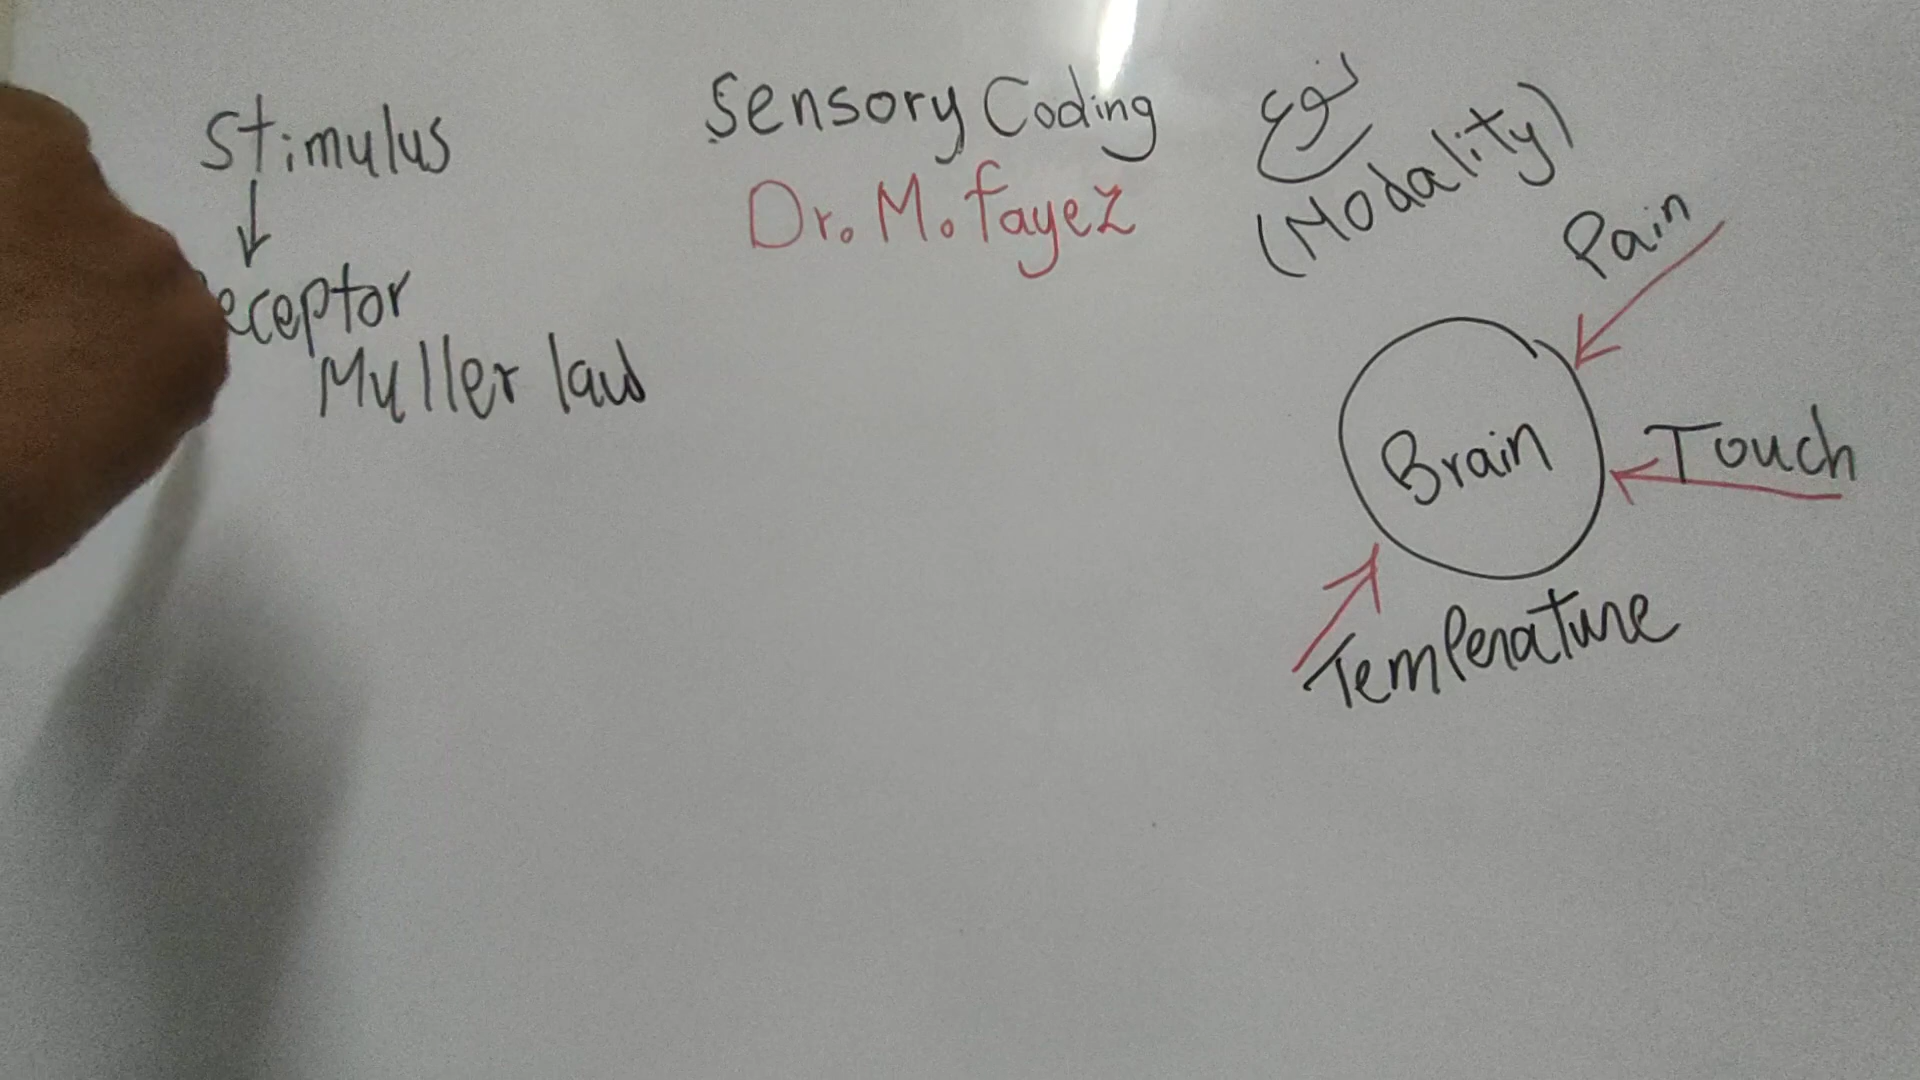 Stimulus
eceptor
Muller law
Sensory Coding
Dr. M. fayez
نوع
(Modality)
Pain
Brain
Touch
Temperature